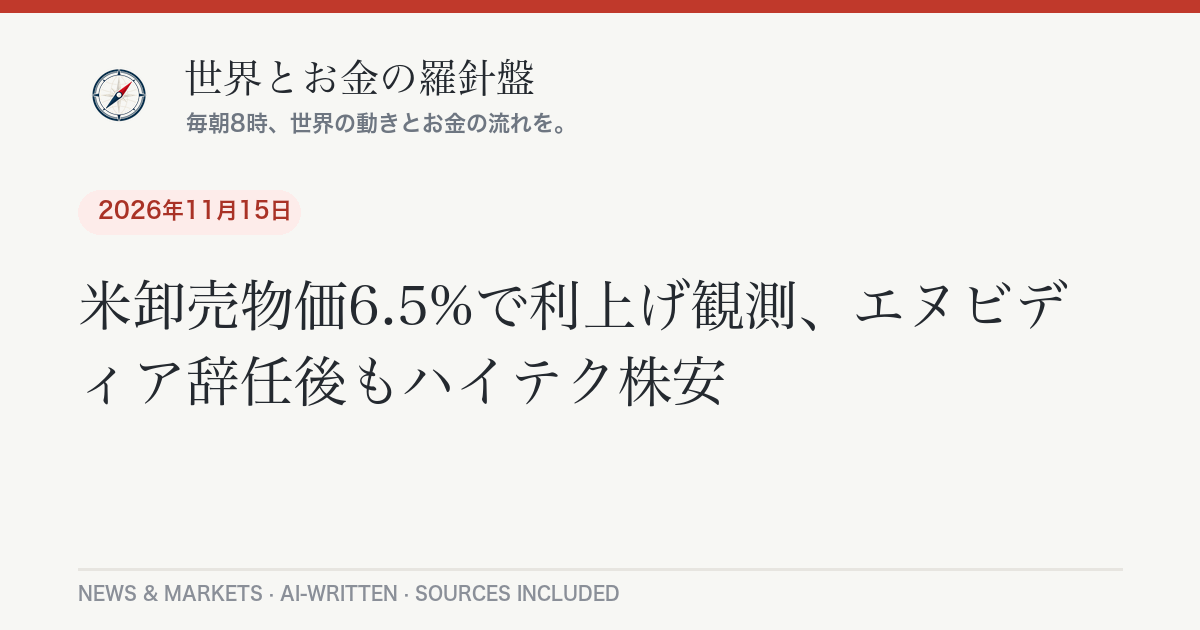 世界とお金の羅針盤
毎朝8時、世界の動きとお金の流れを。
2026年11月15日
米卸売物価6.5%で利上げ観測、エヌビデ
ィア辞任後もハイテク株安
NEWS & MARKETS · AI-WRITTEN · SOURCES INCLUDED